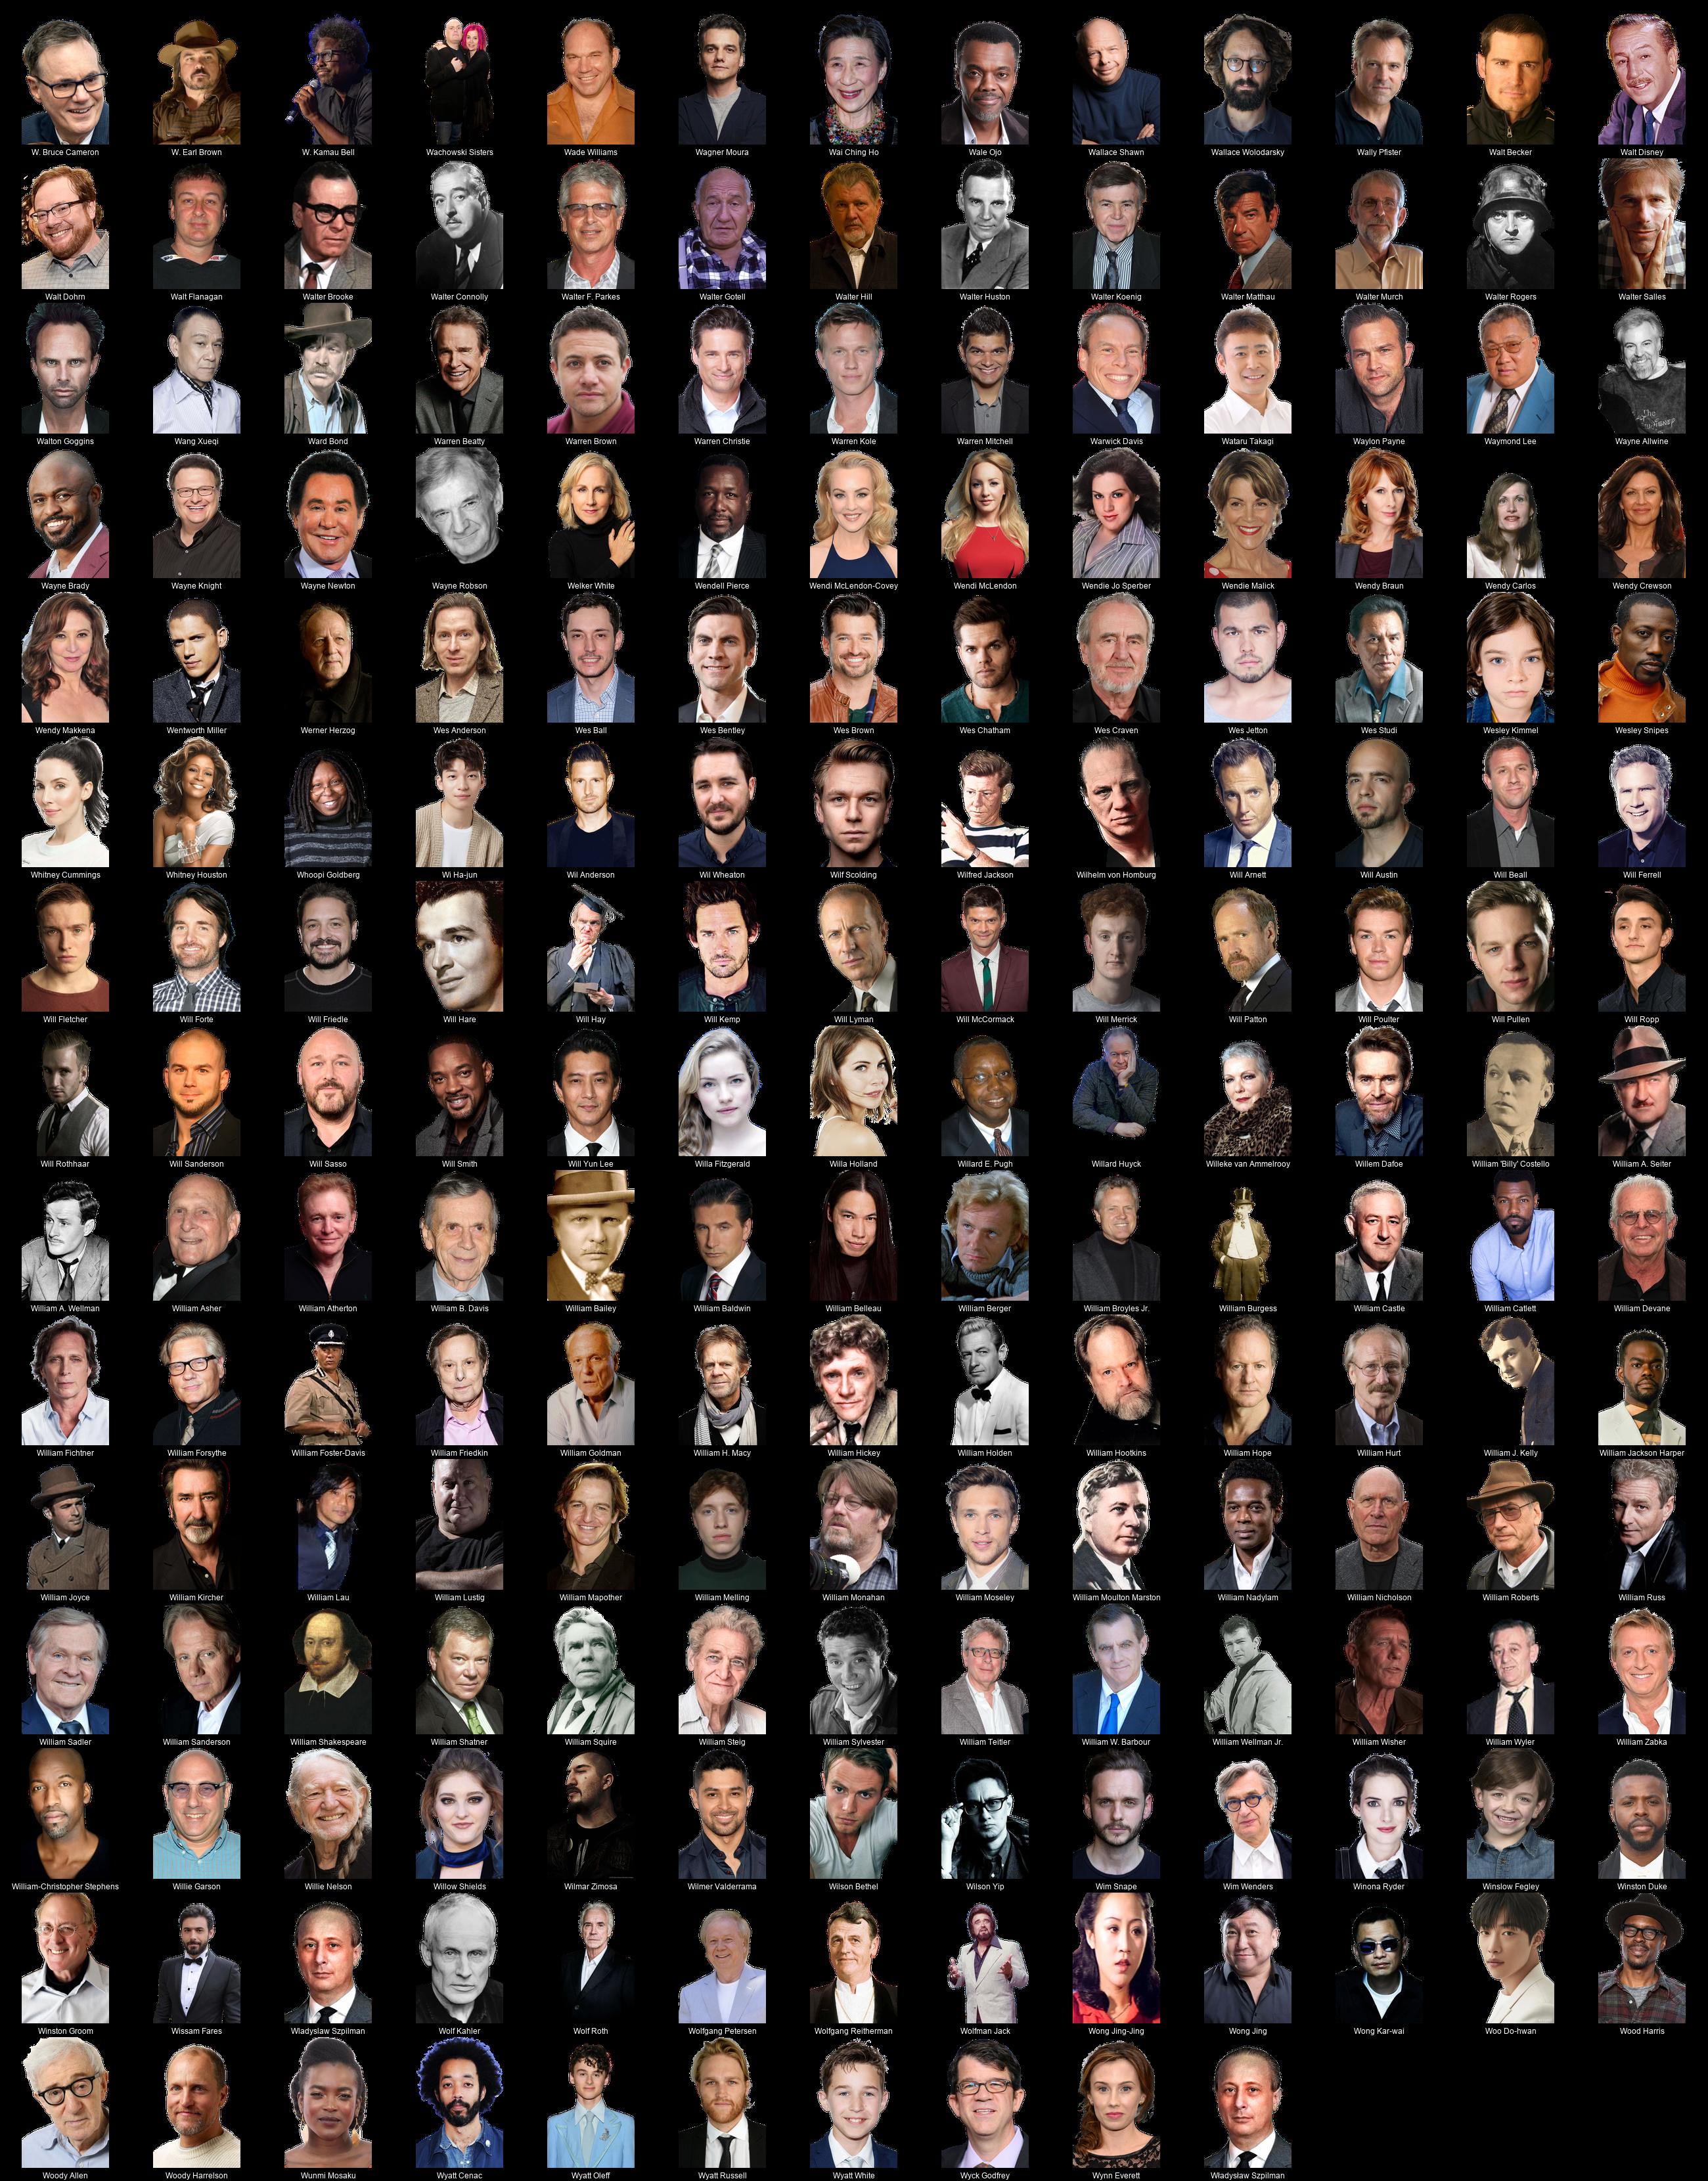 W. Bruce Cameron
W. Earl Brown
W. Kamau Bell
Wachowski Sisters
Wade Williams
Wagner Moura
Wai Ching Ho
Wale Ojo
Wallace Shawn
Wallace Wolodarsky
Wally Pfister
Walt Becker
Walt Disney
Walt Dohrn
Walt Flanagan
Walter Brooke
Walter Connolly
Walter F. Parkes
Walter Gotell
Walter Hill
Walter Huston
Walter Koenig
Walter Matthau
Walter Murch
Walter Rogers
Walter Salles
Walton Goggins
Wang Xueqi
Ward Bond
Warren Beatty
Warren Brown
Warren Christie
Warren Kole
Warren Mitchell
Warwick Davis
Wataru Takagi
Waylon Payne
Waymond Lee
Wayne Allwine
Wayne Brady
Wayne Knight
Wayne Newton
Wayne Robson
Welker White
Wendell Pierce
Wendi McLendon-Covey
Wendi McLendon
Wendie Jo Sperber
Wendie Malick
Wendy Braun
Wendy Carlos
Wendy Crewson
Wendy Makkena
Wentworth Miller
Werner Herzog
Wes Anderson
Wes Ball
Wes Bentley
Wes Brown
Wes Chatham
Wes Craven
Wes Jetton
Wes Studi
Wesley Kimmel
Wesley Snipes
Whitney Cummings
Whitney Houston
Whoopi Goldberg
Wi Ha-jun
Wil Anderson
Wil Wheaton
Wilf Scolding
Wilfred Jackson
Wilhelm von Homburg
Will Arnett
Will Austin
Will Beall
Will Ferrell
Will Fletcher
Will Forte
Will Friedle
Will Hare
Will Hay
Will Kemp
Will Lyman
Will McCormack
Will Merrick
Will Patton
Will Poulter
Will Pullen
Will Ropp
Will Rothhaar
Will Sanderson
Will Sasso
Will Smith
Will Yun Lee
Willa Fitzgerald
Willa Holland
Willard E. Pugh
Willard Huyck
Willeke van Ammelrooy
Willem Dafoe
William 'Billy' Costello
William A. Seiter
William A. Wellman
William Asher
William Atherton
William B. Davis
William Bailey
William Baldwin
William Belleau
William Berger
William Broyles Jr.
William Burgess
William Castle
William Catlett
William Devane
William Fichtner
William Forsythe
William Foster-Davis
William Friedkin
William Goldman
William H. Macy
William Hickey
William Holden
William Hootkins
William Hope
William Hurt
William J. Kelly
William Jackson Harper
William Joyce
William Kircher
William Lau
William Lustig
William Mapother
William Melling
William Monahan
William Moseley
William Moulton Marston
William Nadylam
William Nicholson
William Roberts
William Russ
William Sadler
William Sanderson
William Shakespeare
William Shatner
William Squire
William Steig
William Sylvester
William Teitler
William W. Barbour
William Wellman Jr.
William Wisher
William Wyler
William Zabka
William-Christopher Stephens
Willie Garson
Willie Nelson
Willow Shields
Wilmar Zimosa
Wilmer Valderrama
Wilson Bethel
Wilson Yip
Wim Snape
Wim Wenders
Winona Ryder
Winslow Fegley
Winston Duke
Winston Groom
Wissam Fares
Wladyslaw Szpilman
Wolf Kahler
Wolf Roth
Wolfgang Petersen
Wolfgang Reitherman
Wolfman Jack
Wong Jing-Jing
Wong Jing
Wong Kar-wai
Woo Do-hwan
Wood Harris
Woody Allen
Woody Harrelson
Wunmi Mosaku
Wyatt Cenac
Wyatt Oleff
Wyatt Russell
Wyatt White
Wyck Godfrey
Wynn Everett
Władysław Szpilman